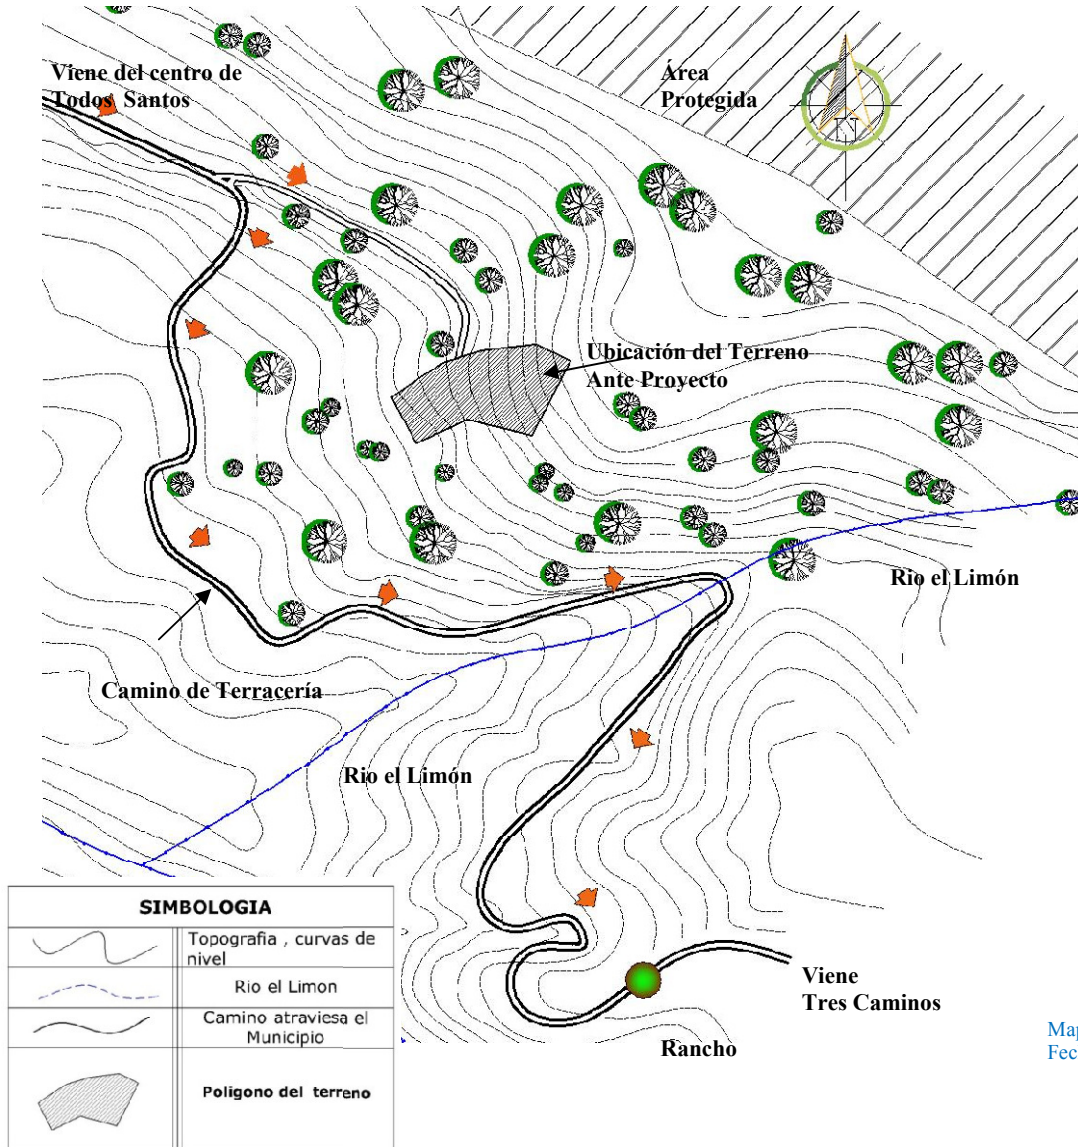 Viene del centro de
Todos Santos
Área
Protegida
N
Ubicación del Terreno
Ante Proyecto
Rio el Limón
Camino de Terracería
Rio el Limón
SIMBOLOGIA
Topografia , curvas de
nivel
Rio el Limon
Camino atraviesa el
Municipio
Poligono del terreno
Viene
Tres Caminos
Rancho
Map
Fec